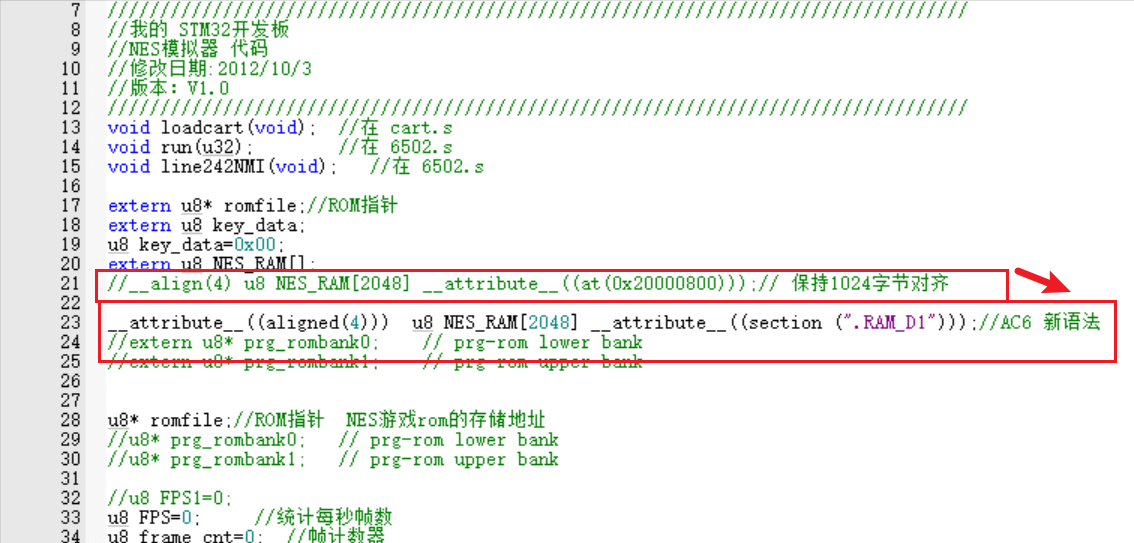 7 //////////////////////////////////////////////////////////////////////////////////
8 //我的 STM32开发板
9 //NES模拟器 代码
10 //修改日期:2012/10/3
11 //版本：V1.0
12 //////////////////////////////////////////////////////////////////////////////////
13 void loadcart(void); //在 cart.s
14 void run(u32); //在 6502.s
15 void line242NMI(void); //在 6502.s
16
17 extern u8* romfile;//ROM指针
18 extern u8 key_data;
19 u8 key_data=0x00;
20 extern u8 NES_RAM[];
21 //__align(4) u8 NES_RAM[2048] __attribute__((at(0x20000800)));// 保持1024字节对齐
22
23 __attribute__((aligned(4))) u8 NES_RAM[2048] __attribute__((section (".RAM_D1")));//AC6 新语法
24 //extern u8* prg_rombank0; // prg-rom lower bank
25 //extern u8* prg_rombank1; // prg-rom upper bank
26
27
28 u8* romfile;//ROM指针 NES游戏rom的存储地址
29 //u8* prg_rombank0; // prg-rom lower bank
30 //u8* prg_rombank1; // prg-rom upper bank
31
32 //u8 FPS1=0;
33 u8 FPS=0; //统计每秒帧数
34 u8 frame_cnt=0; //帧计数器